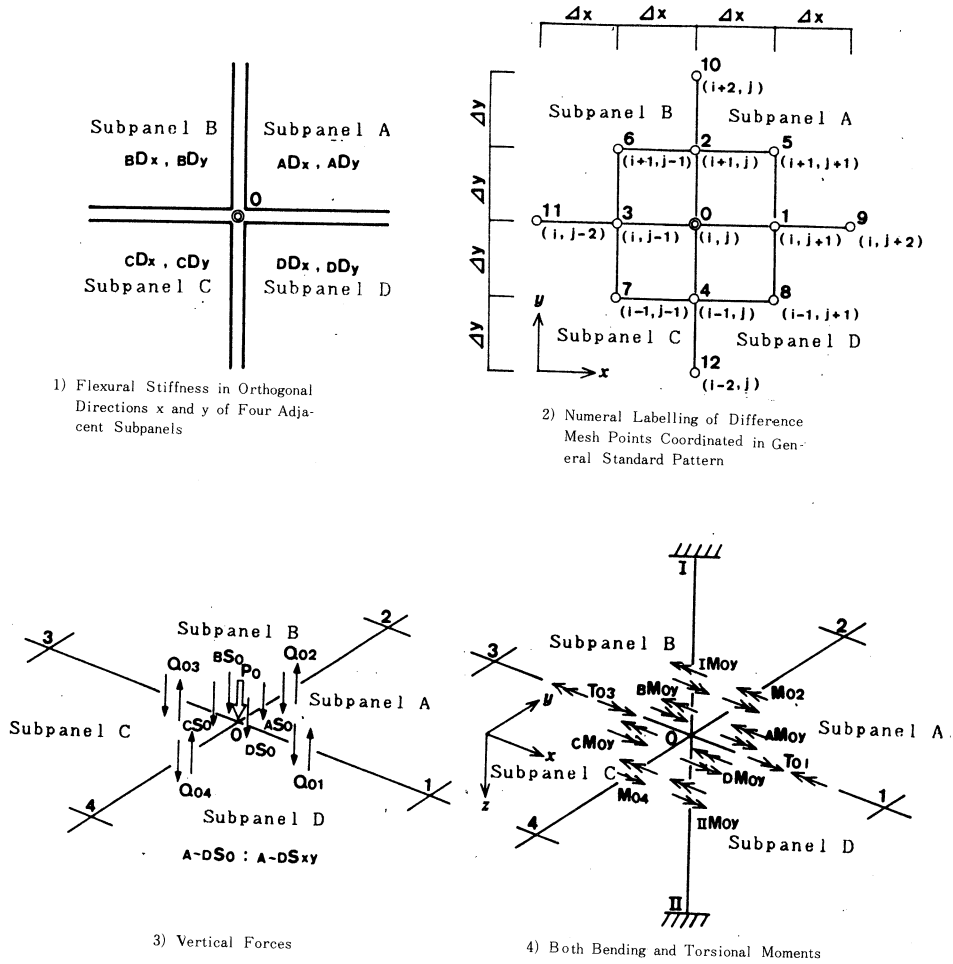 Subpanel B
Subpanel A
BDx , BDy
ADx , ADy
O
CDx , CDy
DDx , DDy
Subpanel C
Subpanel D
1) Flexural Stiffness in Orthogonal
Directions x and y of Four Adja-
cent Subpanels
Δx Δx Δx Δx
Δy
Δy
Δy
Δy
10
(i+2, j)
Subpanel B
Subpanel A
6 2 5
(i+1, j-1) (i+1, j) (i+1, j+1)
11 3 0 1 9
(i, j-2) (i, j-1) (i, j) (i, j+1) (i, j+2)
7 4 8
(i-1, j-1) (i-1, j) (i-1, j+1)
Subpanel C
Subpanel D
y
x
12
(i-2, j)
2) Numeral Labelling of Difference
Mesh Points Coordinated in Gen-
eral Standard Pattern
3
2
Subpanel B
Q03
BS0
P0
Q02
Subpanel A
Subpanel C
CS0
0
AS0
DS0
Q04
Q01
4
1
Subpanel D
A~DS0 : A~DSxy
3) Vertical Forces
I
2
Subpanel B
3
IM0y
T03
BM0y
M02
y
0
CM0y
AM0y
Subpanel A
x
Subpanel C
DM0y
T01
z
M04
IIM0y
1
4
Subpanel D
II
4) Both Bending and Torsional Moments